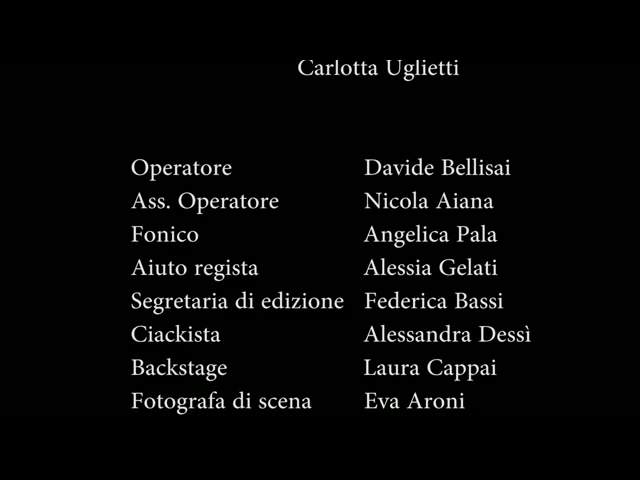 Carlotta Uglietti
Operatore Davide Bellisai
Ass. Operatore Nicola Aiana
Fonico Angelica Pala
Aiuto regista Alessia Gelati
Segretaria di edizione Federica Bassi
Ciackista Alessandra Dessì
Backstage Laura Cappai
Fotografa di scena Eva Aroni